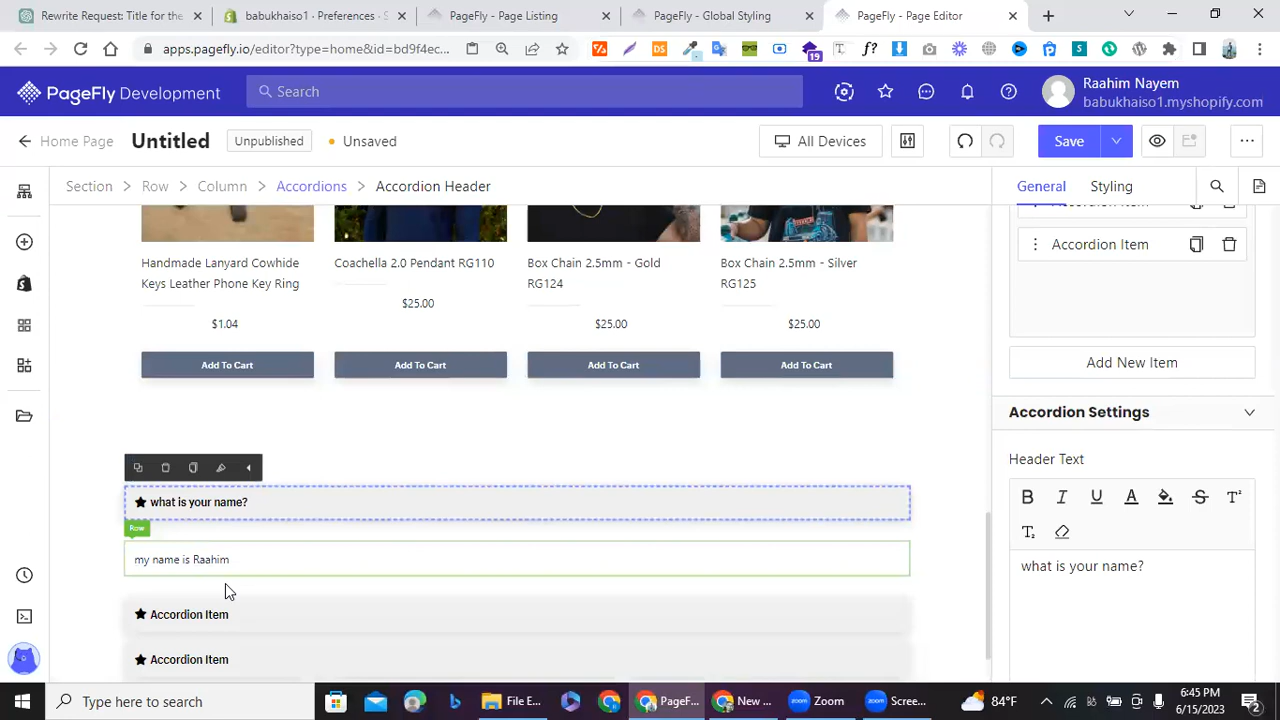 Rewrite Request: Title for the
babukhaiso1 · Preferences · S
PageFly - Page Listing
PageFly - Global Styling
PageFly - Page Editor
apps.pagefly.io/editor?type=home&id=bd9f4ec...
19
PageFly Development
Search
Raahim Nayem
babukhaiso1.myshopify.com
Home Page
Untitled
Unpublished
Unsaved
All Devices
Save
Section > Row > Column > Accordions > Accordion Header
General
Styling
Accordion Item
Handmade Lanyard Cowhide
Keys Leather Phone Key Ring
$1.04
Add To Cart
Coachella 2.0 Pendant RG110
$25.00
Add To Cart
Box Chain 2.5mm - Gold
RG124
$25.00
Add To Cart
Box Chain 2.5mm - Silver
RG125
$25.00
Add To Cart
Add New Item
Accordion Settings
Header Text
B I U A S T
what is your name?
what is your name?
Row
my name is Raahim
Accordion Item
Accordion Item
Type here to search
File E...
PageF...
New ...
Zoom
Scree...
84°F
6:45 PM
6/15/2023
2